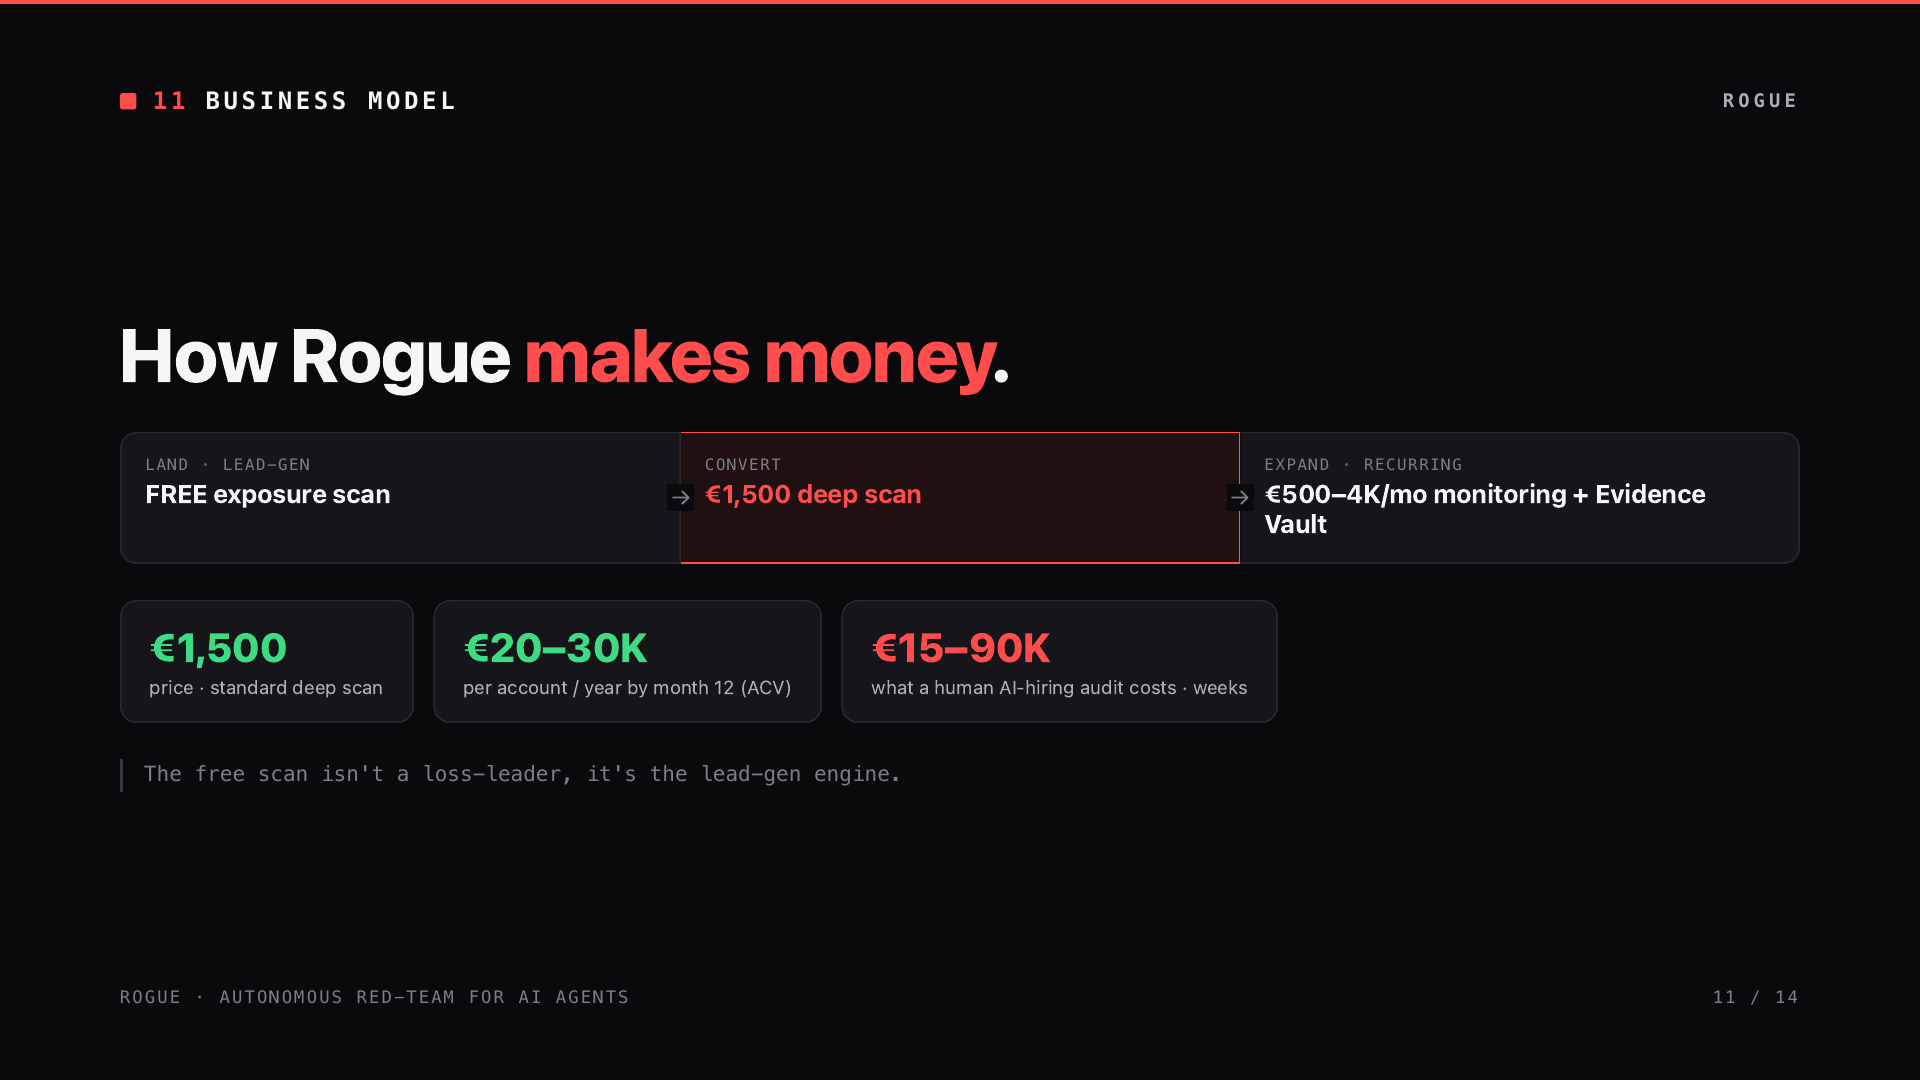 11 BUSINESS MODEL
ROGUE
How Rogue makes money.
LAND · LEAD-GEN
FREE exposure scan
→
CONVERT
€1,500 deep scan
→
EXPAND · RECURRING
€500–4K/mo monitoring + Evidence
Vault
€1,500
price · standard deep scan
€20–30K
per account / year by month 12 (ACV)
€15–90K
what a human AI-hiring audit costs · weeks
The free scan isn't a loss-leader, it's the lead-gen engine.
ROGUE · AUTONOMOUS RED-TEAM FOR AI AGENTS
11 / 14